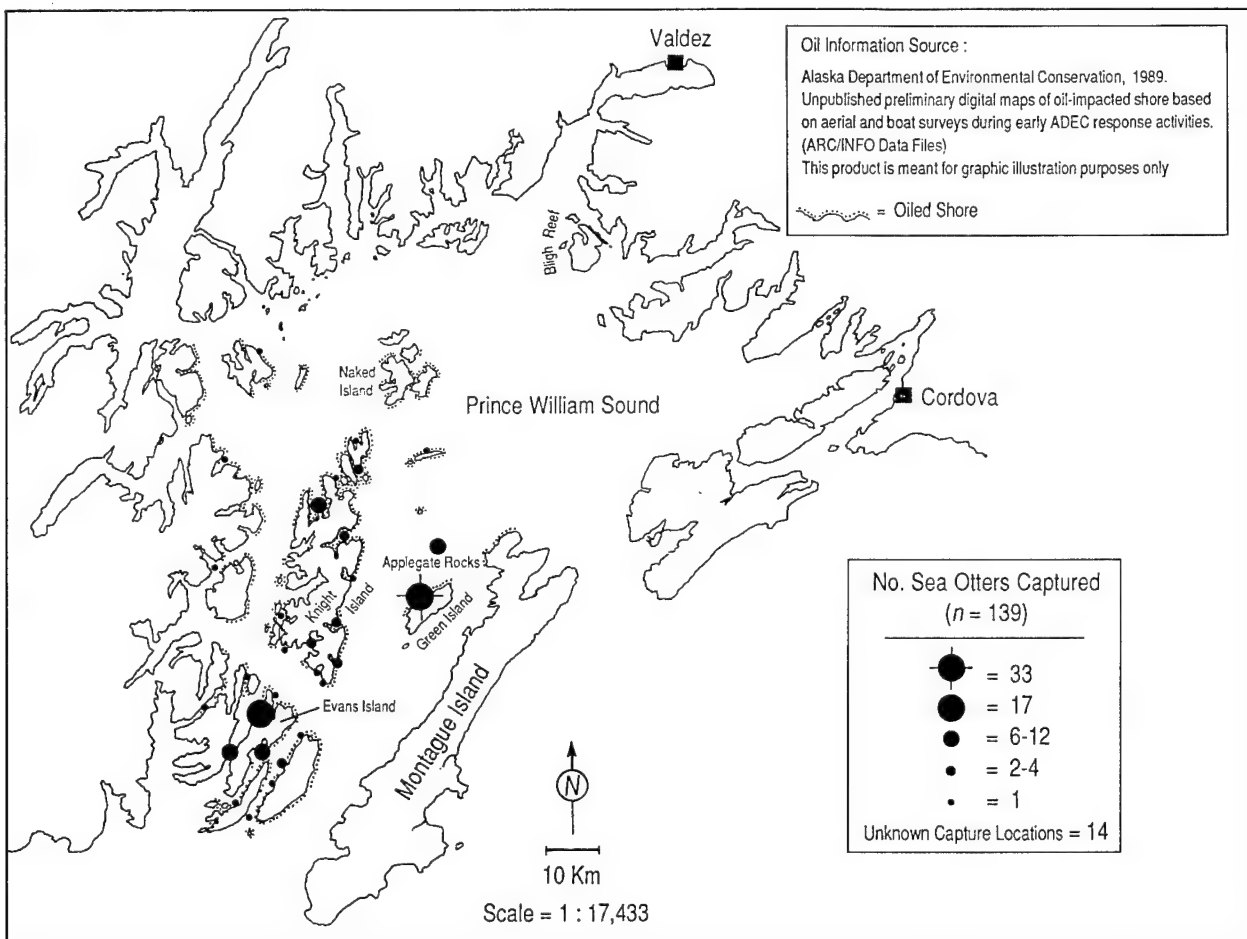 Valdez
Oil Information Source :
Alaska Department of Environmental Conservation, 1989.
Unpublished preliminary digital maps of oil-impacted shore based
on aerial and boat surveys during early ADEC response activities.
(ARC/INFO Data Files)
This product is meant for graphic illustration purposes only
= Oiled Shore
Bligh Reef
Naked
Island
Prince William Sound
Cordova
Applegate Rocks
Knight
Island
Green Island
Evans Island
Montague Island
N
10 Km
Scale = 1 : 17,433
No. Sea Otters Captured
(n = 139)
= 33
= 17
= 6-12
= 2-4
= 1
Unknown Capture Locations = 14